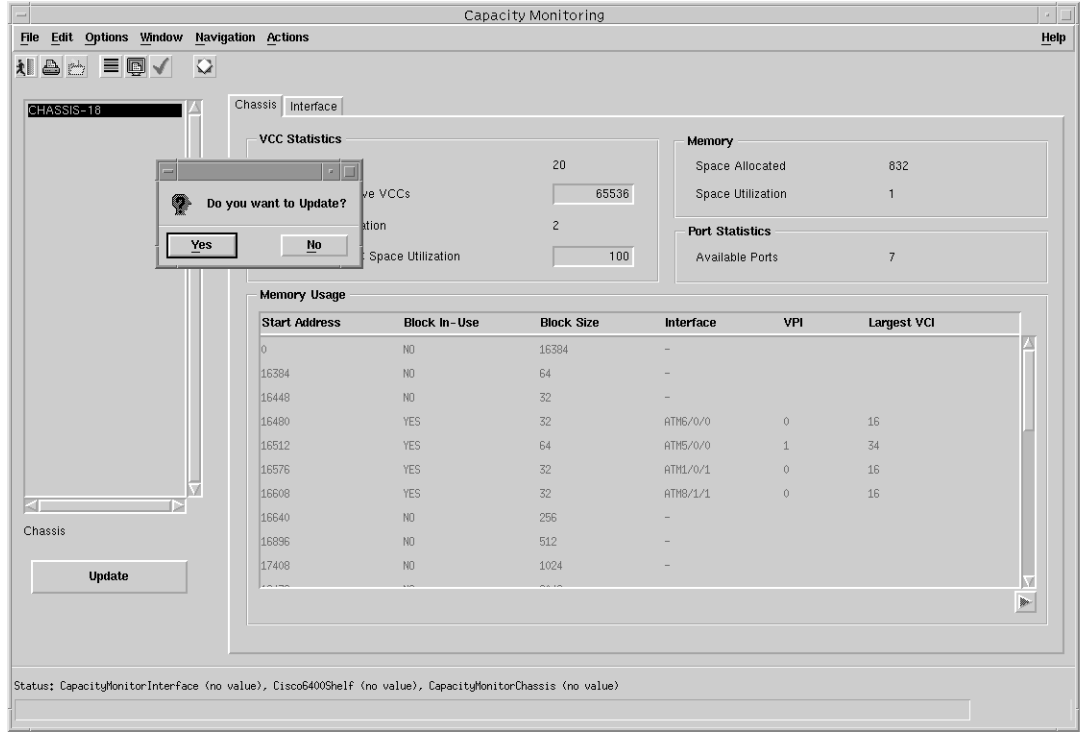 Capacity Monitoring
File Edit Options Window Navigation Actions Help
CHASSIS-18
Chassis Interface
VCC Statistics
20
ve VCCs 65536
ation 2
Space Utilization 100
Memory
Space Allocated 832
Space Utilization 1
Port Statistics
Available Ports 7
Do you want to Update?
Yes No
Memory Usage
Start Address Block In-Use Block Size Interface VPI Largest VCI
0 NO 16384 -
16384 NO 64 -
16448 NO 32 -
16480 YES 32 ATM6/0/0 0 16
16512 YES 64 ATM5/0/0 1 34
16576 YES 32 ATM1/0/1 0 16
16608 YES 32 ATM8/1/1 0 16
16640 NO 256 -
16896 NO 512 -
17408 NO 1024 -
Chassis
Update
Status: CapacityMonitorInterface (no value), Cisco6400Shelf (no value), CapacityMonitorChassis (no value)